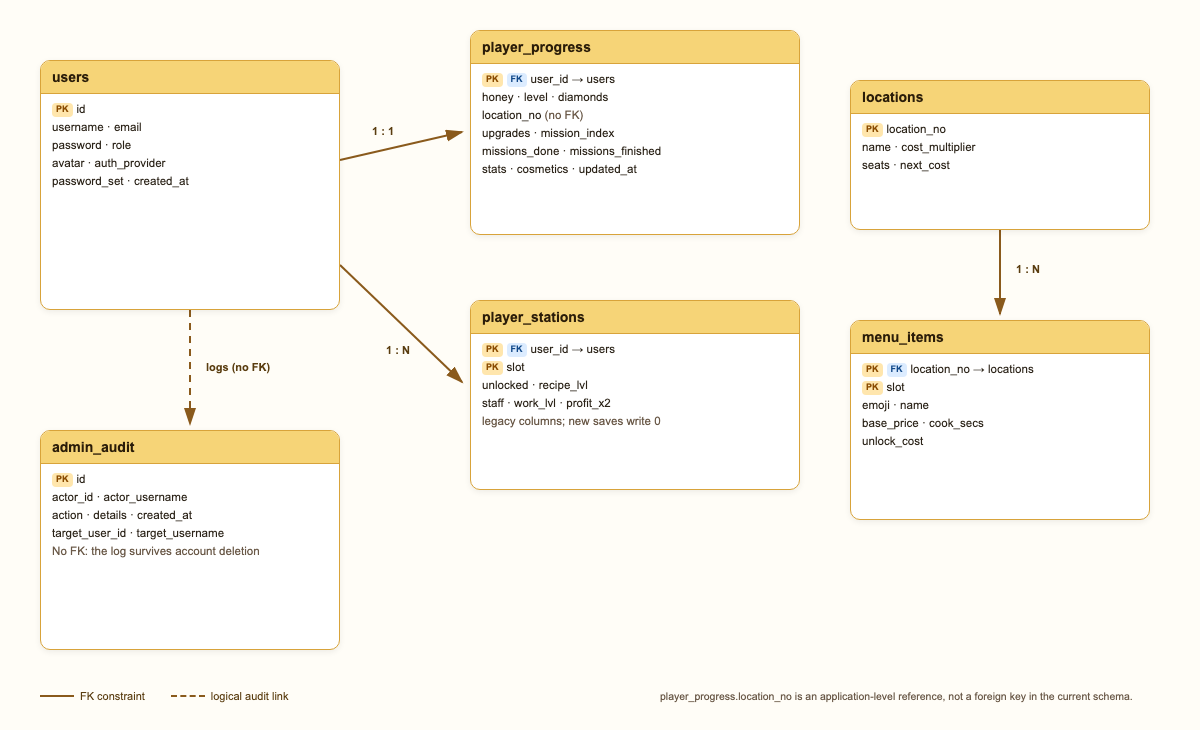 users
PK id
username · email
password · role
avatar · auth_provider
password_set · created_at
1 : 1
player_progress
PK FK user_id → users
honey · level · diamonds
location_no (no FK)
upgrades · mission_index
missions_done · missions_finished
stats · cosmetics · updated_at
locations
PK location_no
name · cost_multiplier
seats · next_cost
1 : N
logs (no FK)
1 : N
player_stations
PK FK user_id → users
PK slot
unlocked · recipe_lvl
staff · work_lvl · profit_x2
legacy columns; new saves write 0
menu_items
PK FK location_no → locations
PK slot
emoji · name
base_price · cook_secs
unlock_cost
admin_audit
PK id
actor_id · actor_username
action · details · created_at
target_user_id · target_username
No FK: the log survives account deletion
FK constraint
logical audit link
player_progress.location_no is an application-level reference, not a foreign key in the current schema.